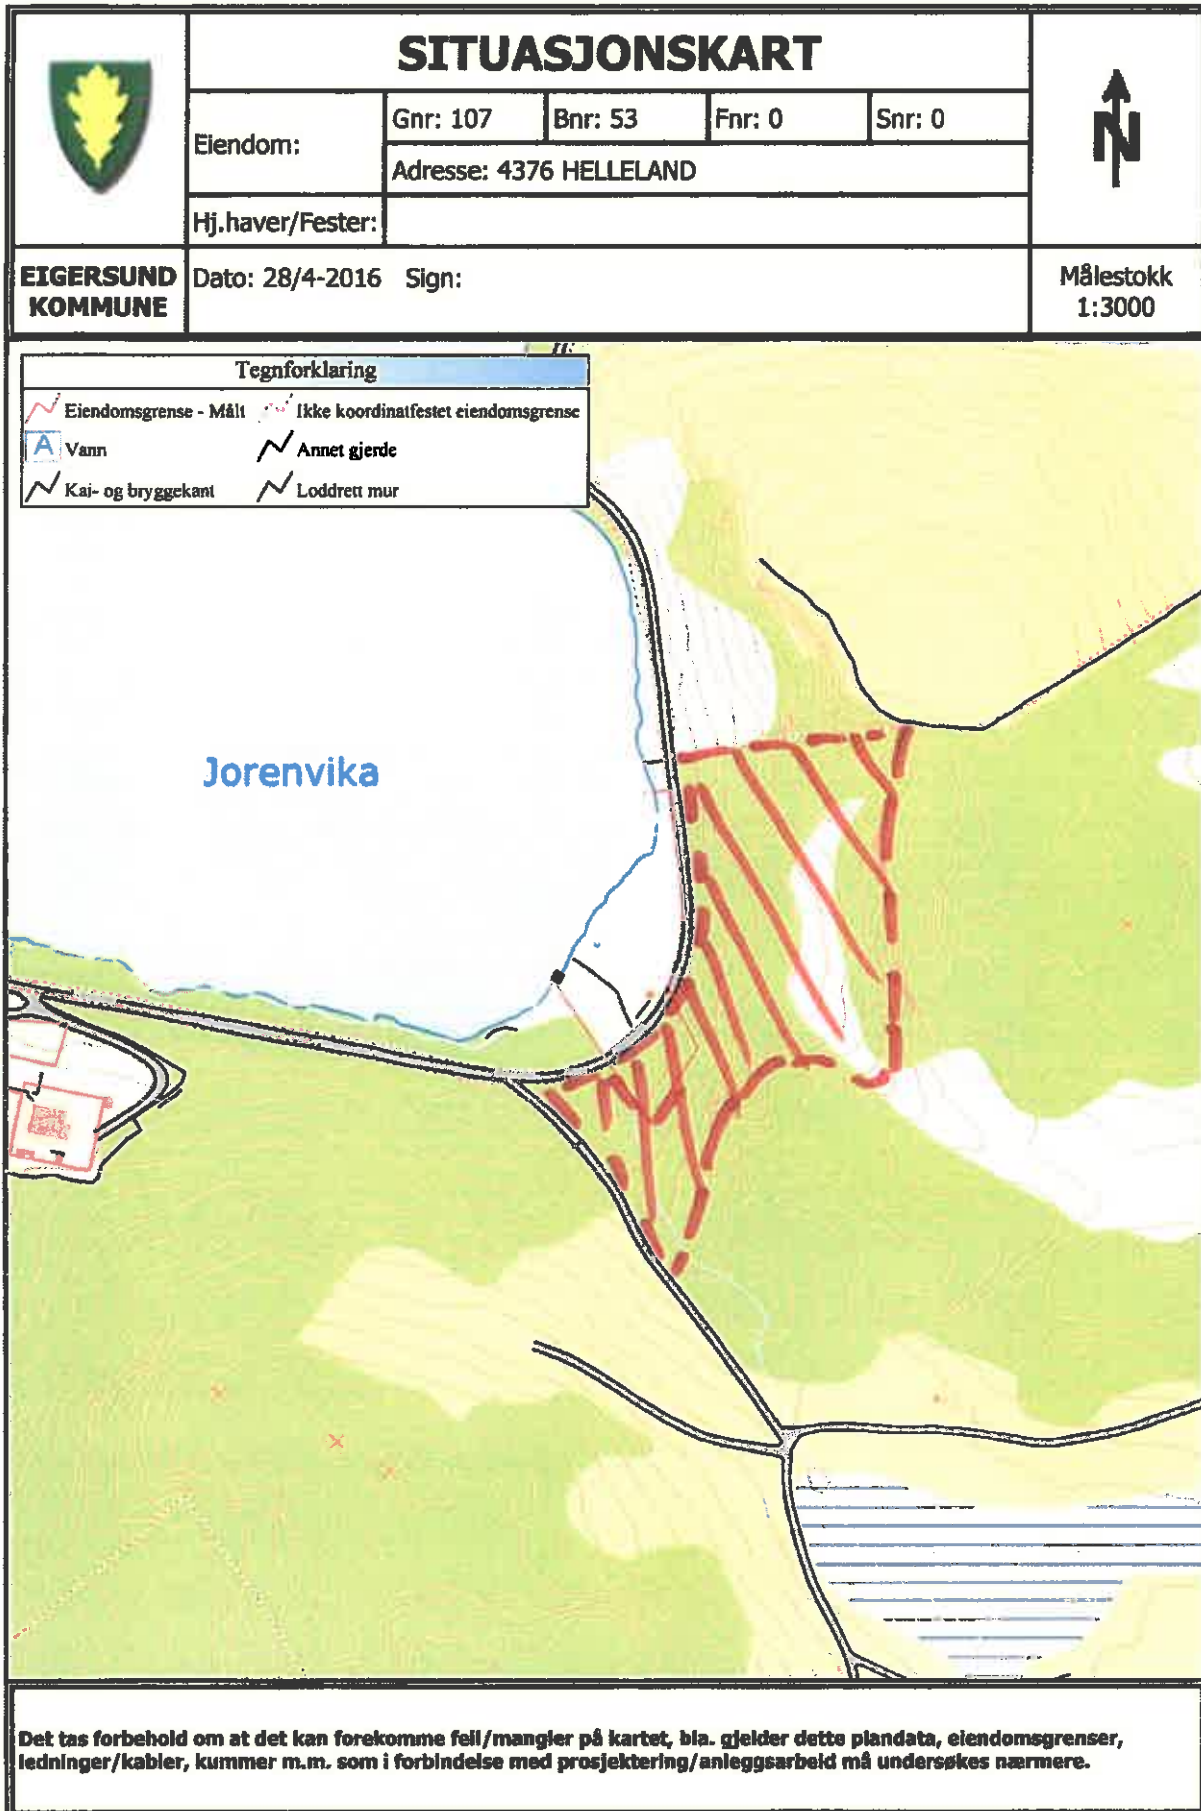 SITUASJONSKART
Eiendom:
Gnr: 107
Bnr: 53
Fnr: 0
Snr: 0
Adresse: 4376 HELLELAND
Hj.haver/Fester:
N
EIGERSUND
KOMMUNE
Dato: 28/4-2016 Sign:
Målestokk
1:3000
Tegnforklaring
Eiendomsgrense - Målt
Ikke koordinatfestet eiendomsgrense
A Vann
Annet gjerde
Kai- og bryggekant
Loddrett mur
Jorenvika
Det tas forbehold om at det kan forekomme feil/mangler på kartet, bla. gjelder dette plandata, eiendomsgrenser,
ledninger/kabler, kummer m.m. som i forbindelse med prosjektering/anleggsarbeid må undersøkes nærmere.